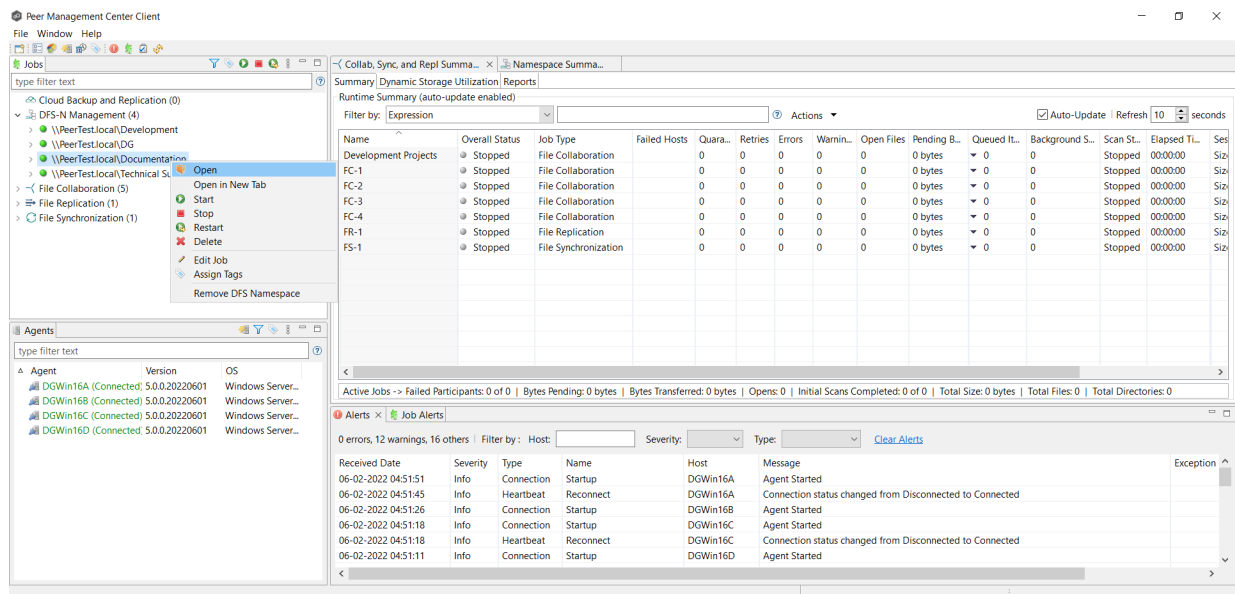 Peer Management Center Client
File Window Help
Jobs
type filter text
Cloud Backup and Replication (0)
DFS-N Management (4)
\\PeerTest.local\Development
\\PeerTest.local\DG
\\PeerTest.local\Documentation
\\PeerTest.local\Technical Su
File Collaboration (5)
File Replication (1)
File Synchronization (1)
Open
Open in New Tab
Start
Stop
Restart
Delete
Edit Job
Assign Tags
Remove DFS Namespace
Agents
type filter text
Agent Version OS
DGWin16A (Connected) 5.0.0.20220601 Windows Server...
DGWin16B (Connected) 5.0.0.20220601 Windows Server...
DGWin16C (Connected) 5.0.0.20220601 Windows Server...
DGWin16D (Connected) 5.0.0.20220601 Windows Server...
Collab, Sync, and Repl Summa... Namespace Summa...
Summary Dynamic Storage Utilization Reports
Runtime Summary (auto-update enabled)
Filter by: Expression Actions Auto-Update Refresh 10 seconds
Name Overall Status Job Type Failed Hosts Quara... Retries Errors Warnin... Open Files Pending B... Queued It... Background S... Scan St... Elapsed Ti... Ses
Development Projects Stopped File Collaboration 0 0 0 0 0 0 bytes 0 0 Stopped 00:00:00 Siz
FC-1 Stopped File Collaboration 0 0 0 0 0 0 bytes 0 0 Stopped 00:00:00 Siz
FC-2 Stopped File Collaboration 0 0 0 0 0 0 bytes 0 0 Stopped 00:00:00 Siz
FC-3 Stopped File Collaboration 0 0 0 0 0 0 bytes 0 0 Stopped 00:00:00 Siz
FC-4 Stopped File Collaboration 0 0 0 0 0 0 bytes 0 0 Stopped 00:00:00 Siz
FR-1 Stopped File Replication 0 0 0 0 0 0 bytes 0 0 Stopped 00:00:00 Siz
FS-1 Stopped File Synchronization 0 0 0 0 0 0 bytes 0 0 Stopped 00:00:00 Siz
Active Jobs -> Failed Participants: 0 of 0 | Bytes Pending: 0 bytes | Bytes Transferred: 0 bytes | Opens: 0 | Initial Scans Completed: 0 of 0 | Total Size: 0 bytes | Total Files: 0 | Total Directories: 0
Alerts Job Alerts
0 errors, 12 warnings, 16 others Filter by : Host: Severity: Type: Clear Alerts
Received Date Severity Type Name Host Message Exception
06-02-2022 04:51:51 Info Connection Startup DGWin16A Agent Started
06-02-2022 04:51:45 Info Heartbeat Reconnect DGWin16A Connection status changed from Disconnected to Connected
06-02-2022 04:51:26 Info Connection Startup DGWin16B Agent Started
06-02-2022 04:51:18 Info Connection Startup DGWin16C Agent Started
06-02-2022 04:51:18 Info Heartbeat Reconnect DGWin16C Connection status changed from Disconnected to Connected
06-02-2022 04:51:11 Info Connection Startup DGWin16D Agent Started